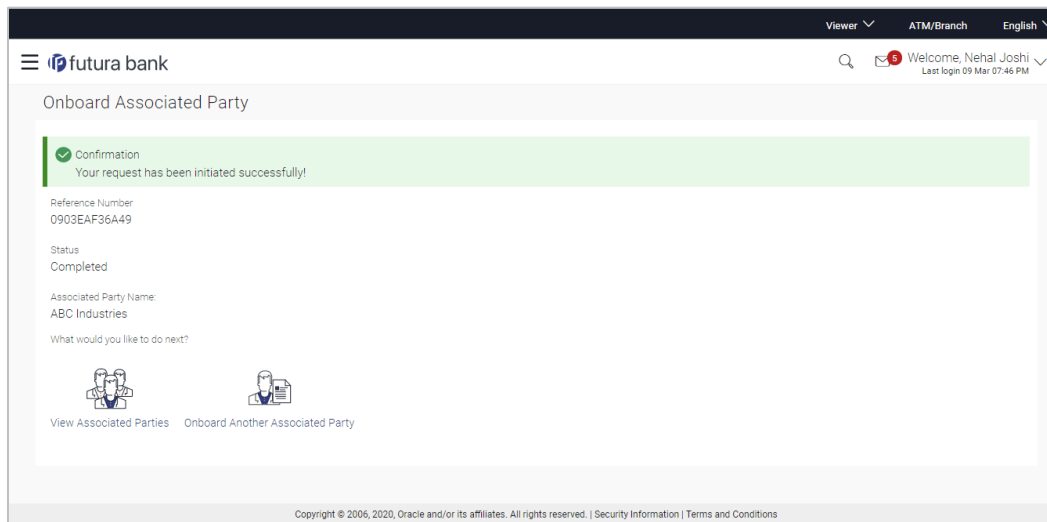 Viewer ATM/Branch English
futura bank 5 Welcome, Nehal Joshi
Last login 09 Mar 07:46 PM
Onboard Associated Party
Confirmation
Your request has been initiated successfully!
Reference Number
0903EAF36A49
Status
Completed
Associated Party Name:
ABC Industries
What would you like to do next?
View Associated Parties Onboard Another Associated Party
Copyright © 2006, 2020, Oracle and/or its affiliates. All rights reserved. | Security Information | Terms and Conditions